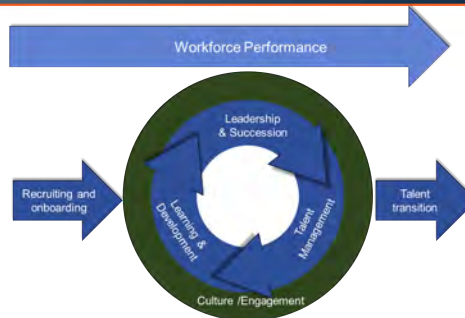 Workforce Performance
Leadership
& Succession
Recruiting and
onboarding
Learning &
Development
Talent
Management
Talent
transition
Culture /Engagement